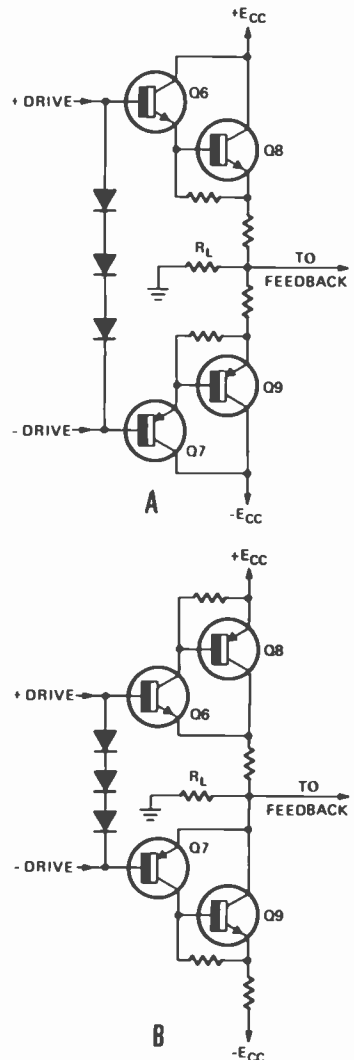 +ECC
+ DRIVE
Q6
Q8
RL
TO
FEEDBACK
Q9
- DRIVE
Q7
A
-ECC
+ECC
Q8
+ DRIVE
Q6
RL
TO
FEEDBACK
Q7
- DRIVE
Q9
B
-ECC